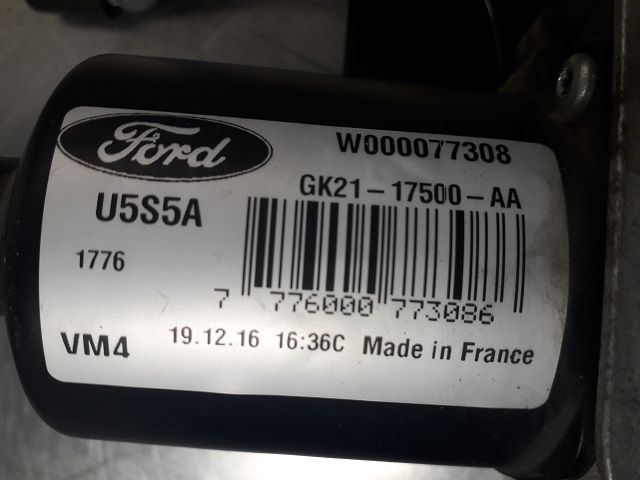 Ford
W000077308
GK21-17500-AA
U5S5A
1776
7 776000 773086
VM4
19.12.16 16:36C Made in France